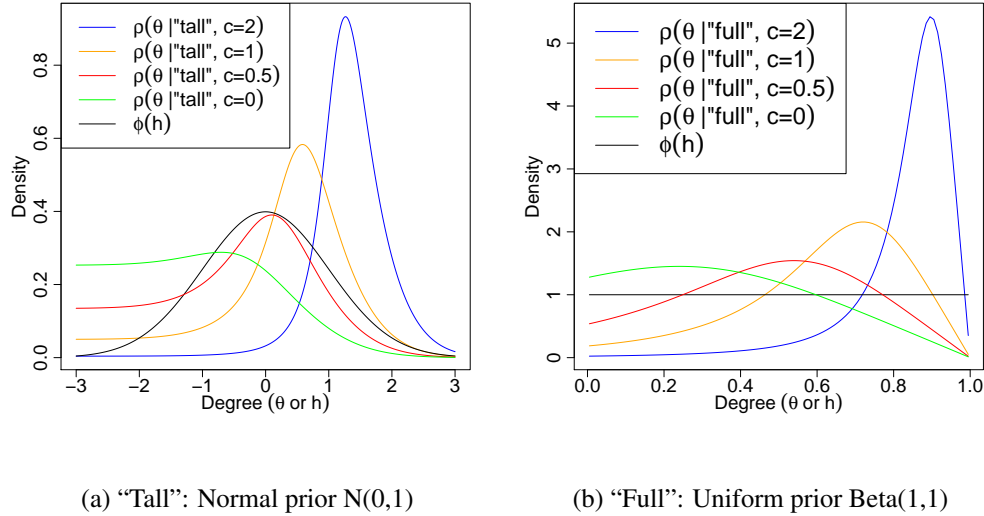 ρ(θ |"tall", c=2)
ρ(θ |"tall", c=1)
ρ(θ |"tall", c=0.5)
ρ(θ |"tall", c=0)
ϕ(h)
Density
0.0 0.2 0.4 0.6 0.8
−3 −2 −1 0 1 2 3
Degree (θ or h)
(a) “Tall”: Normal prior N(0,1)
ρ(θ |"full", c=2)
ρ(θ |"full", c=1)
ρ(θ |"full", c=0.5)
ρ(θ |"full", c=0)
ϕ(h)
Density
0 1 2 3 4 5
0.0 0.2 0.4 0.6 0.8 1.0
Degree (θ or h)
(b) “Full”: Uniform prior Beta(1,1)